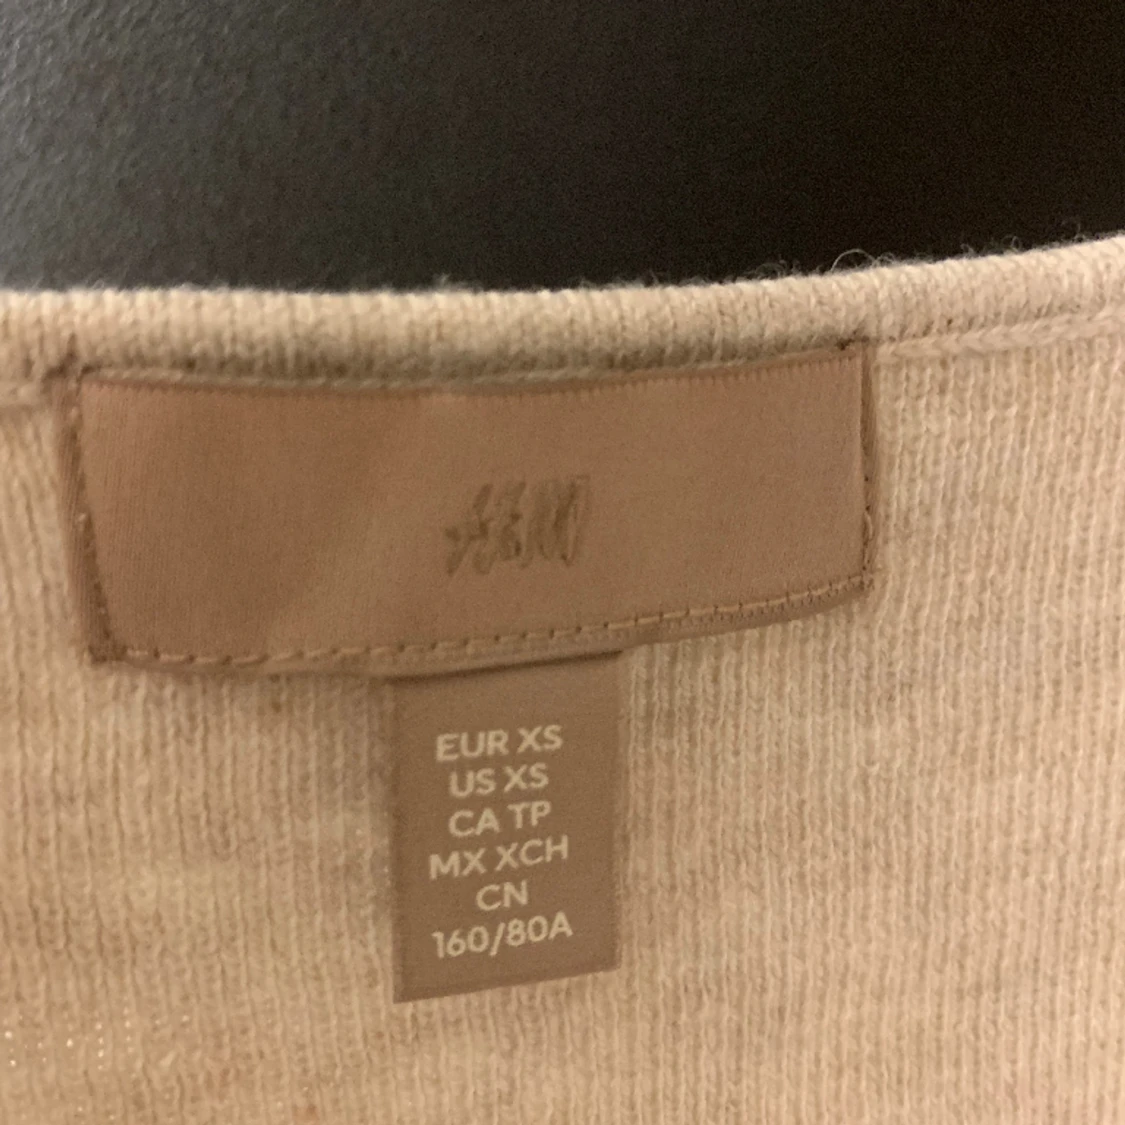 H&M
EUR XS
US XS
CA TP
MX XCH
CN
160/80A